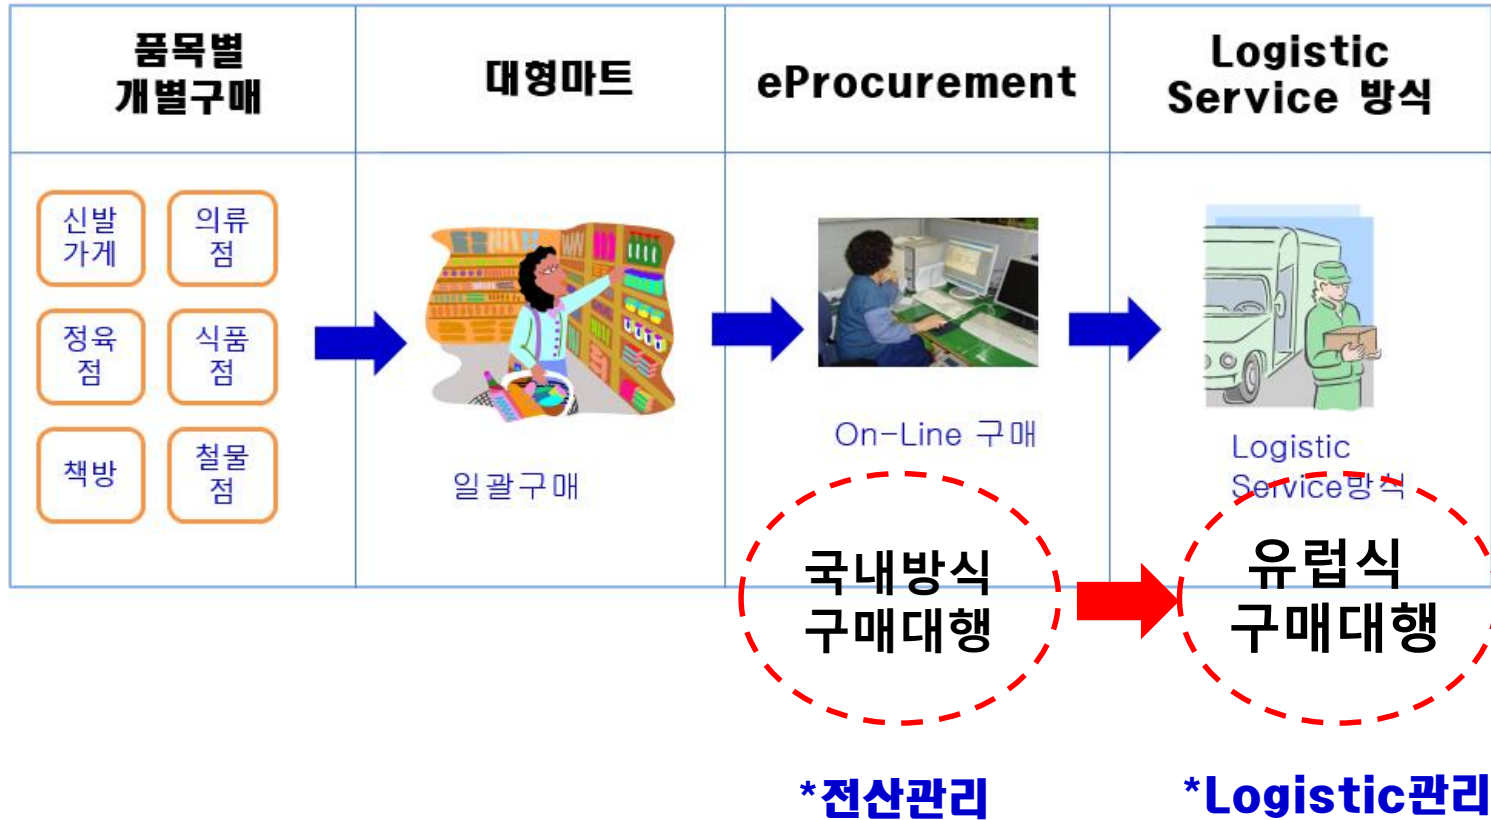 품목별
개별구매
대형마트
eProcurement
Logistic
Service 방식
신발
가게
의류
점
정육
점
식품
점
책방
철물
점
일괄구매
On-Line 구매
Logistic
Service방식
국내방식
구매대행
유럽식
구매대행
*전산관리
*Logistic관리